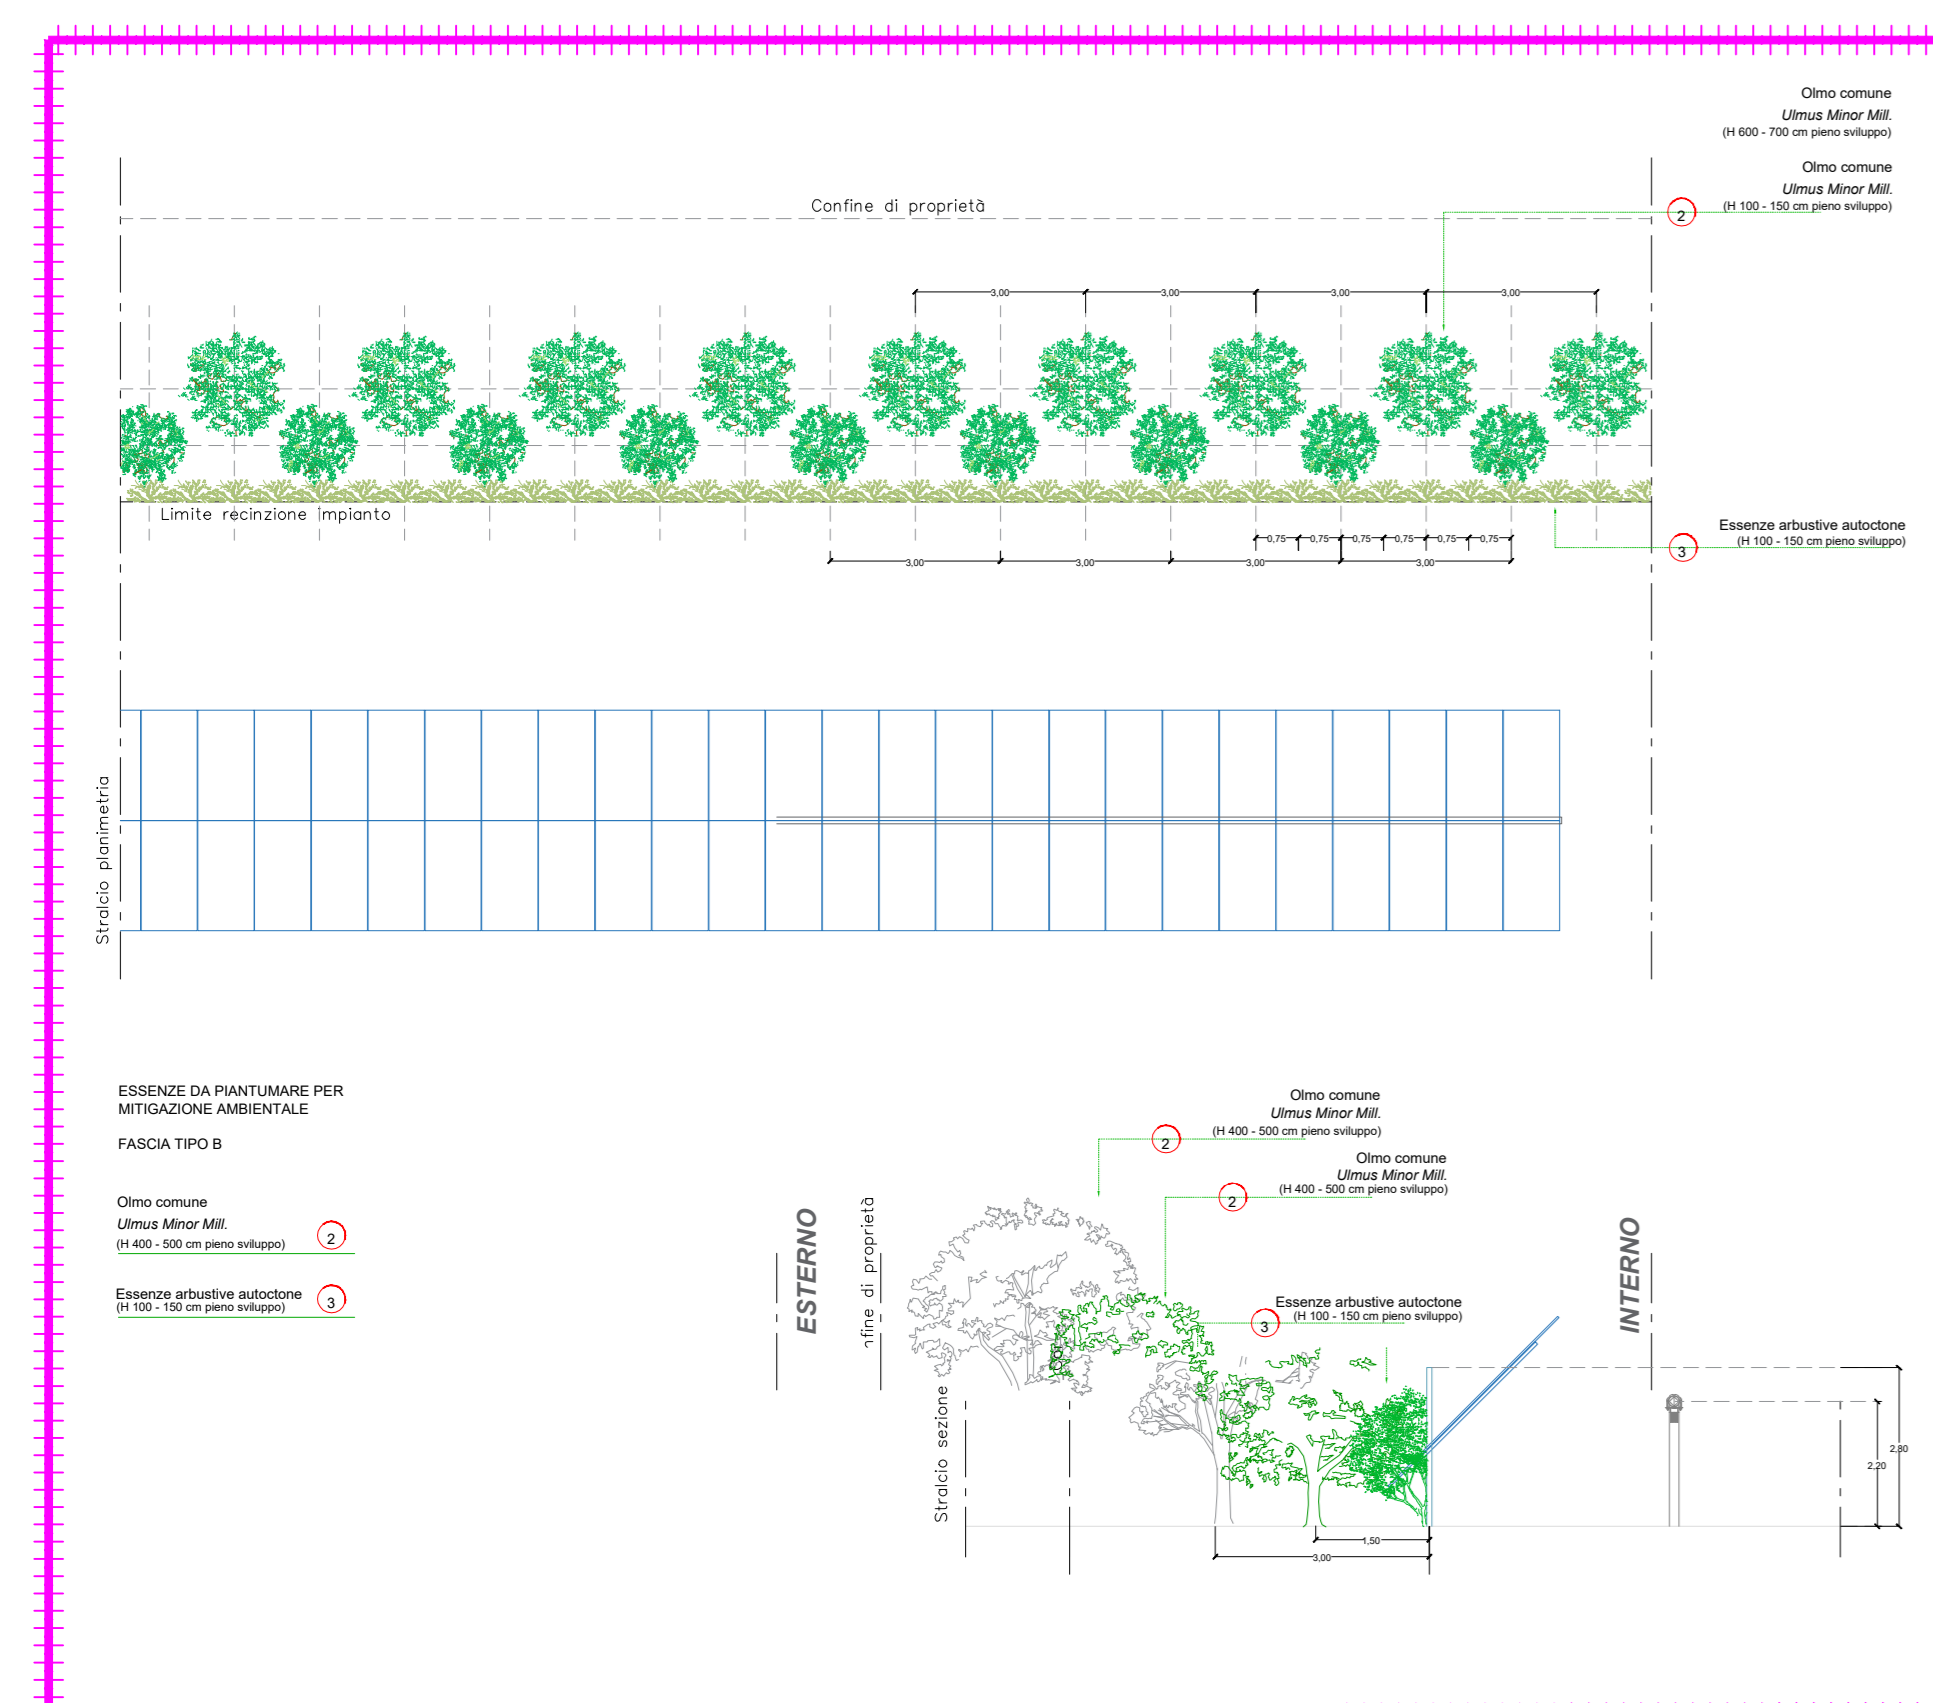 Olmo comune
Ulmus Minor Mill.
(H 600 - 700 cm pieno sviluppo)
Olmo comune
Ulmus Minor Mill.
(H 100 - 150 cm pieno sviluppo)
2
Confine di proprietà
3,00
3,00
3,00
3,00
Limite recinzione impianto
Essenze arbustive autoctone
(H 100 - 150 cm pieno sviluppo)
3
0,75
0,75
0,75
0,75
0,75
0,75
3,00
3,00
3,00
3,00
Stralcio planimetria
ESSENZE DA PIANTUMARE PER
MITIGAZIONE AMBIENTALE
FASCIA TIPO B
Olmo comune
Ulmus Minor Mill.
(H 400 - 500 cm pieno sviluppo)
2
Essenze arbustive autoctone
(H 100 - 150 cm pieno sviluppo)
3
Olmo comune
Ulmus Minor Mill.
(H 400 - 500 cm pieno sviluppo)
2
Olmo comune
Ulmus Minor Mill.
(H 400 - 500 cm pieno sviluppo)
2
ESTERNO
nfine di proprietà
Essenze arbustive autoctone
(H 100 - 150 cm pieno sviluppo)
3
INTERNO
Stralcio sezione
2,80
2,20
1,50
3,00